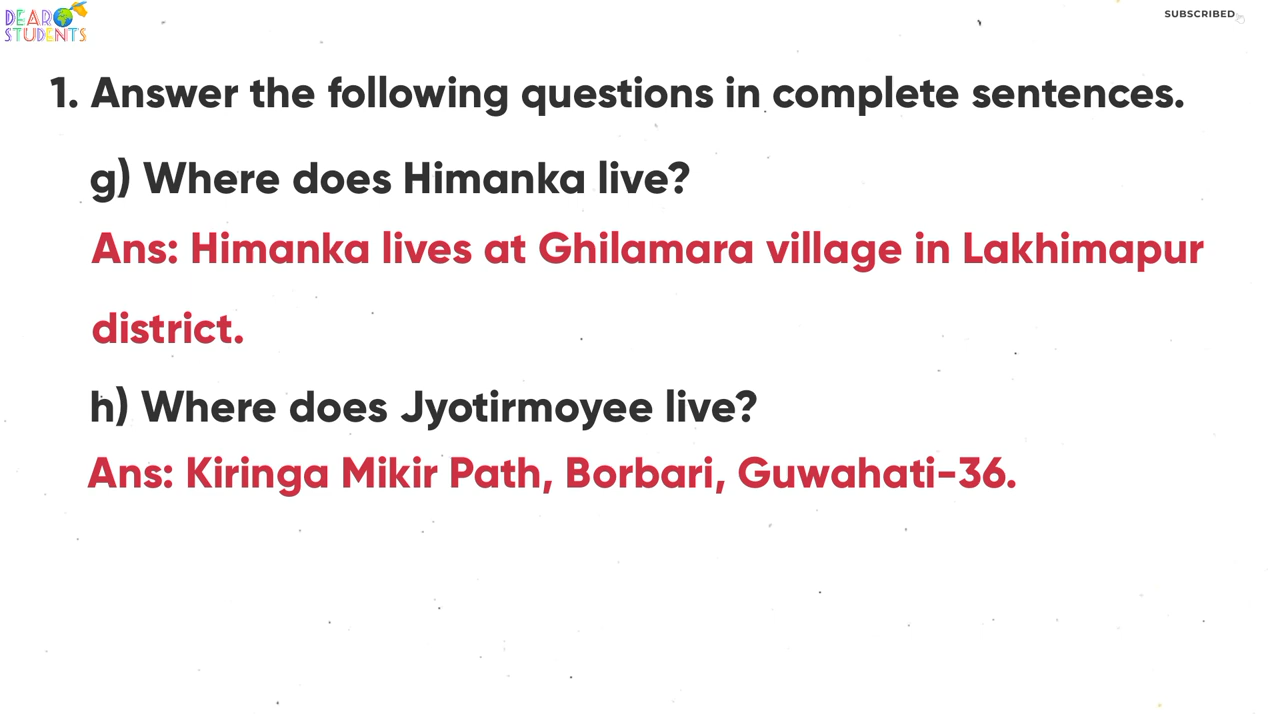 DEAR
STUDENTS
SUBSCRIBED
1. Answer the following questions in complete sentences.
g) Where does Himanka live?
Ans: Himanka lives at Ghilamara village in Lakhimapur
district.
h) Where does Jyotirmoyee live?
Ans: Kiringa Mikir Path, Borbari, Guwahati-36.